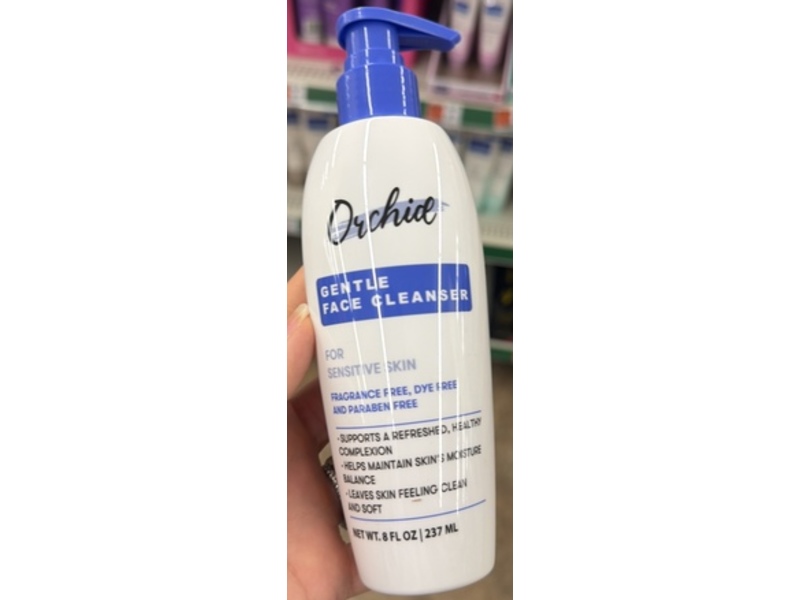 Orchid
GENTLE
FACE CLEANSER
FOR
SENSITIVE SKIN
FRAGRANCE FREE, DYE FREE
AND PARABEN FREE
- SUPPORTS A REFRESHED, HEALTHY
COMPLEXION
- HELPS MAINTAIN SKIN'S MOISTURE
BALANCE
- LEAVES SKIN FEELING CLEAN
AND SOFT
NET WT. 8 FL OZ | 237 ML